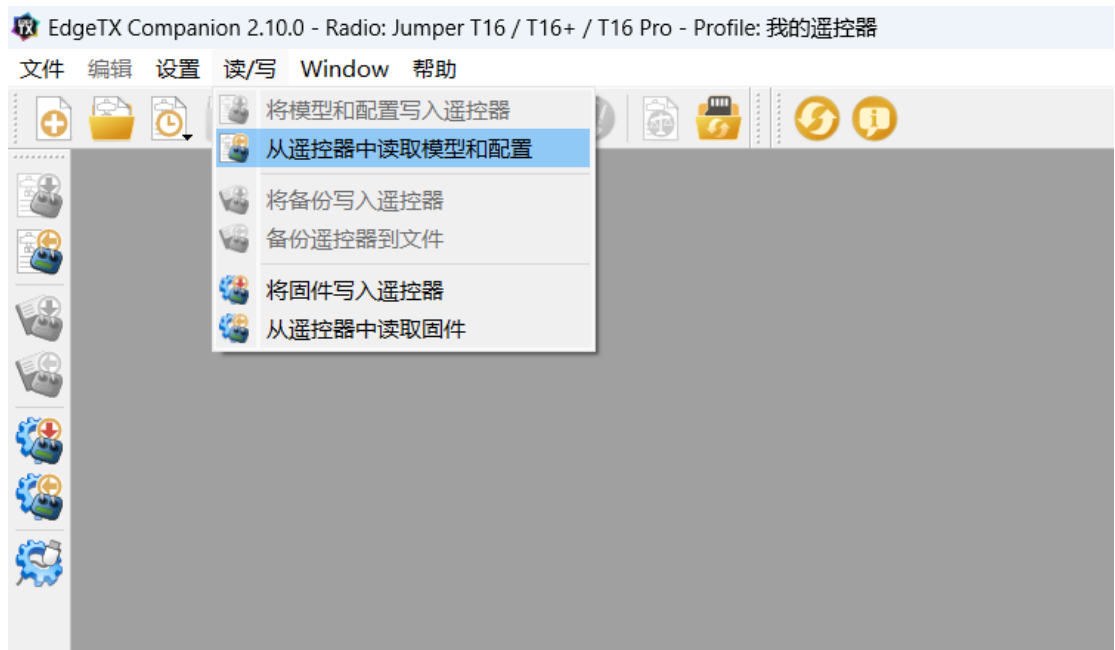 EdgeTX Companion 2.10.0 - Radio: Jumper T16 / T16+ / T16 Pro - Profile: 我的遥控器
文件 编辑 设置 读/写 Window 帮助
将模型和配置写入遥控器
从遥控器中读取模型和配置
将备份写入遥控器
备份遥控器到文件
将固件写入遥控器
从遥控器中读取固件